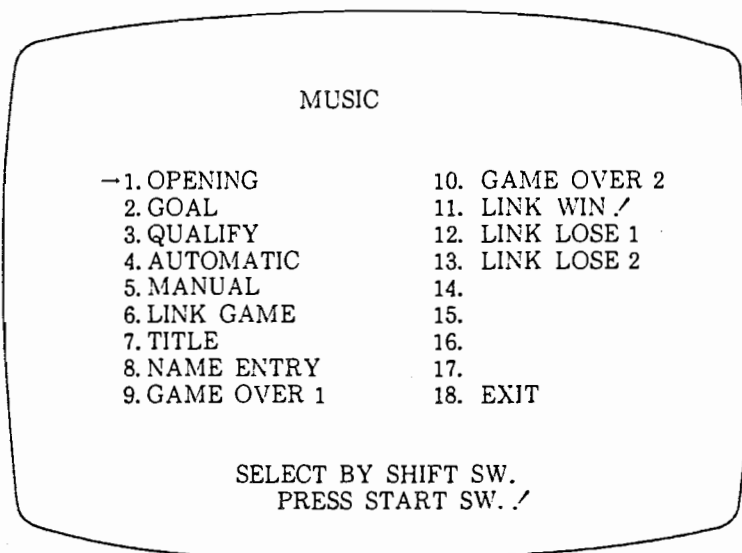 MUSIC
→1. OPENING
2. GOAL
3. QUALIFY
4. AUTOMATIC
5. MANUAL
6. LINK GAME
7. TITLE
8. NAME ENTRY
9. GAME OVER 1
10. GAME OVER 2
11. LINK WIN!
12. LINK LOSE 1
13. LINK LOSE 2
14.
15.
16.
17.
18. EXIT
SELECT BY SHIFT SW.
PRESS START SW.!